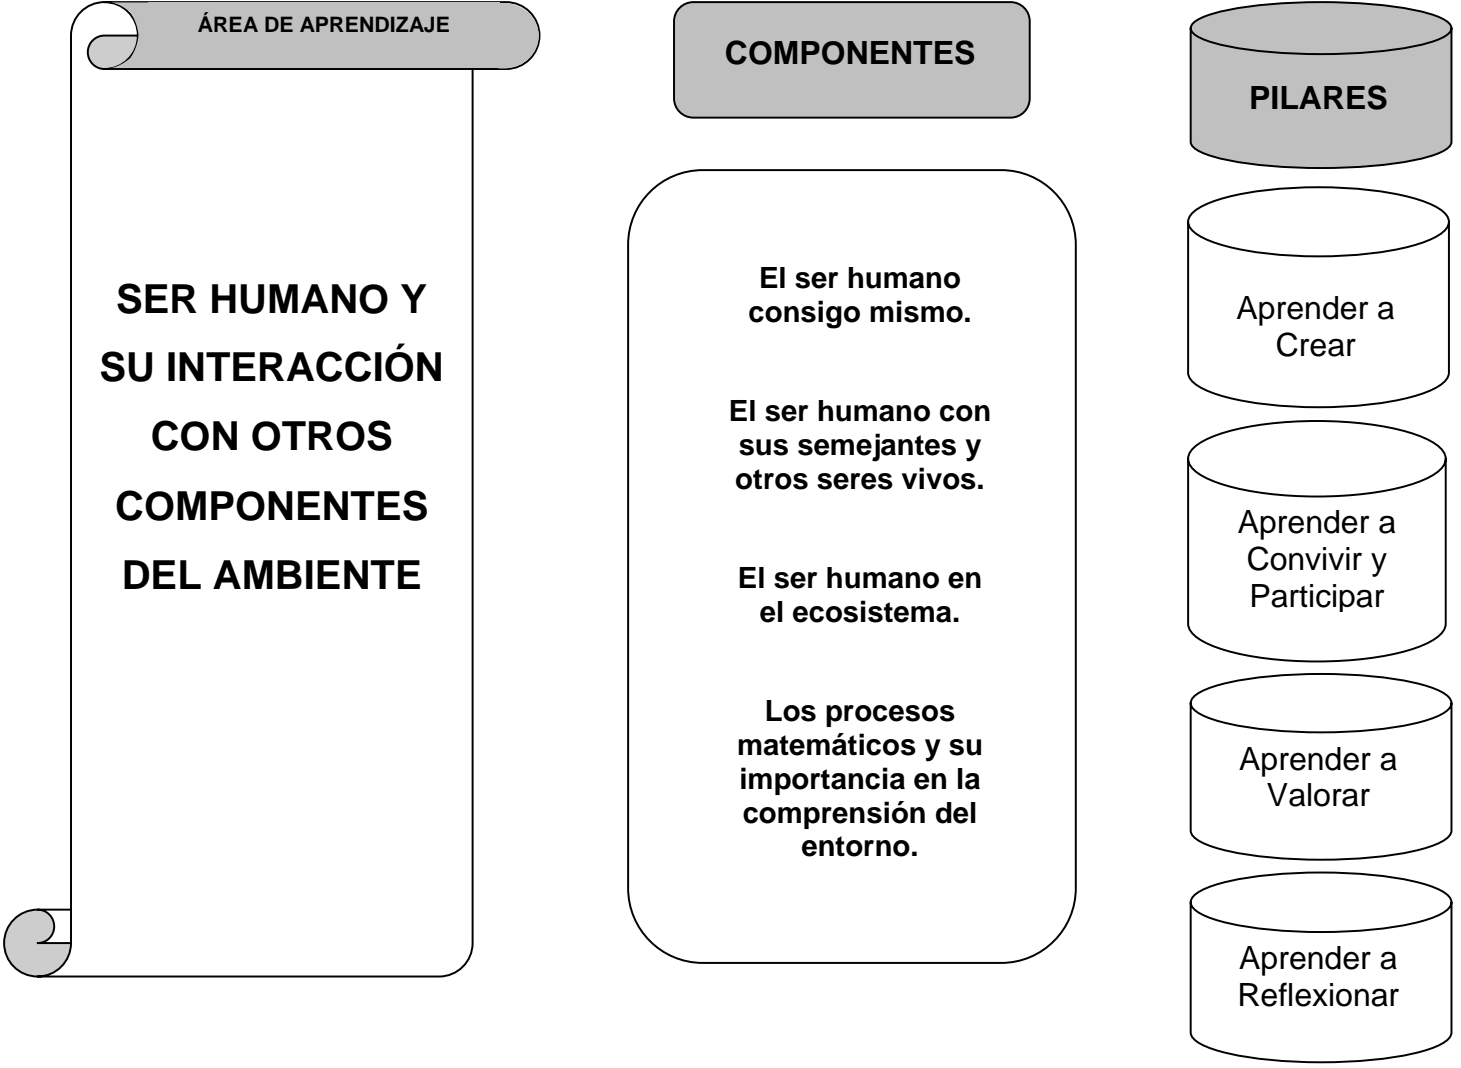 ÁREA DE APRENDIZAJE
SER HUMANO Y
SU INTERACCIÓN
CON OTROS
COMPONENTES
DEL AMBIENTE
COMPONENTES
El ser humano
consigo mismo.
El ser humano con
sus semejantes y
otros seres vivos.
El ser humano en
el ecosistema.
Los procesos
matemáticos y su
importancia en la
comprensión del
entorno.
PILARES
Aprender a
Crear
Aprender a
Convivir y
Participar
Aprender a
Valorar
Aprender a
Reflexionar